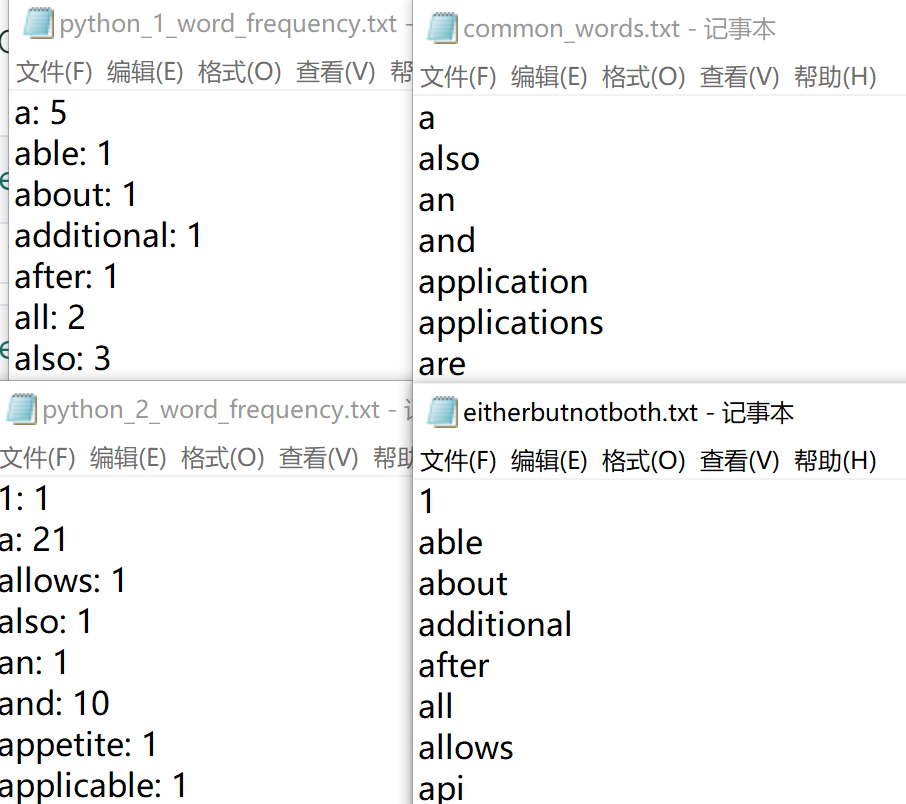 python_1_word_frequency.txt -
文件(F) 编辑(E) 格式(O) 查看(V) 帮
a: 5
able: 1
about: 1
additional: 1
after: 1
all: 2
also: 3
common_words.txt - 记事本
文件(F) 编辑(E) 格式(O) 查看(V) 帮助(H)
a
also
an
and
application
applications
are
python_2_word_frequency.txt -
文件(F) 编辑(E) 格式(O) 查看(V) 帮助
1: 1
a: 21
allows: 1
also: 1
an: 1
and: 10
appetite: 1
applicable: 1
eitherbutnotboth.txt - 记事本
文件(F) 编辑(E) 格式(O) 查看(V) 帮助(H)
1
able
about
additional
after
all
allows
api